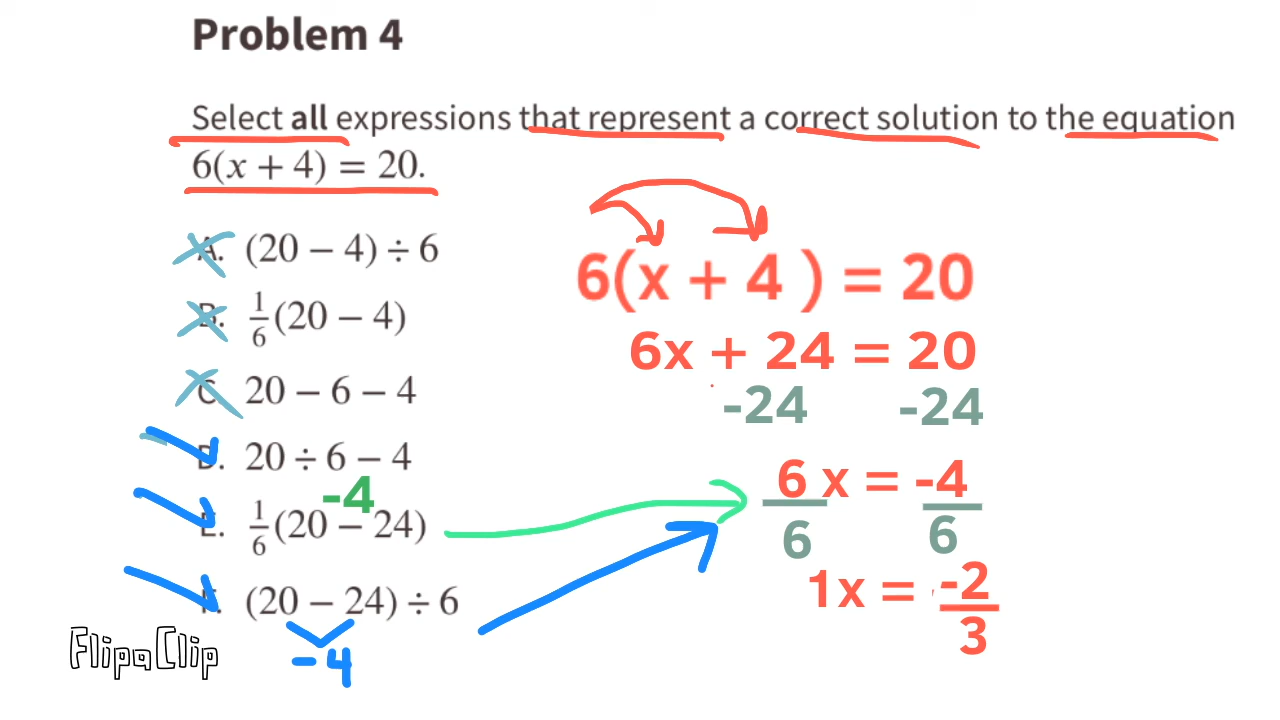 Problem 4
Select all expressions that represent a correct solution to the equation
6(x + 4) = 20.
A. (20 − 4) ÷ 6
B. 1/6(20 − 4)
C. 20 − 6 − 4
D. 20 ÷ 6 − 4
-4
E. 1/6(20 − 24)
F. (20 − 24) ÷ 6
-4
6(x + 4) = 20
6x + 24 = 20
-24 -24
6x = -4
6 6
1x = -2
3
FlipaClip